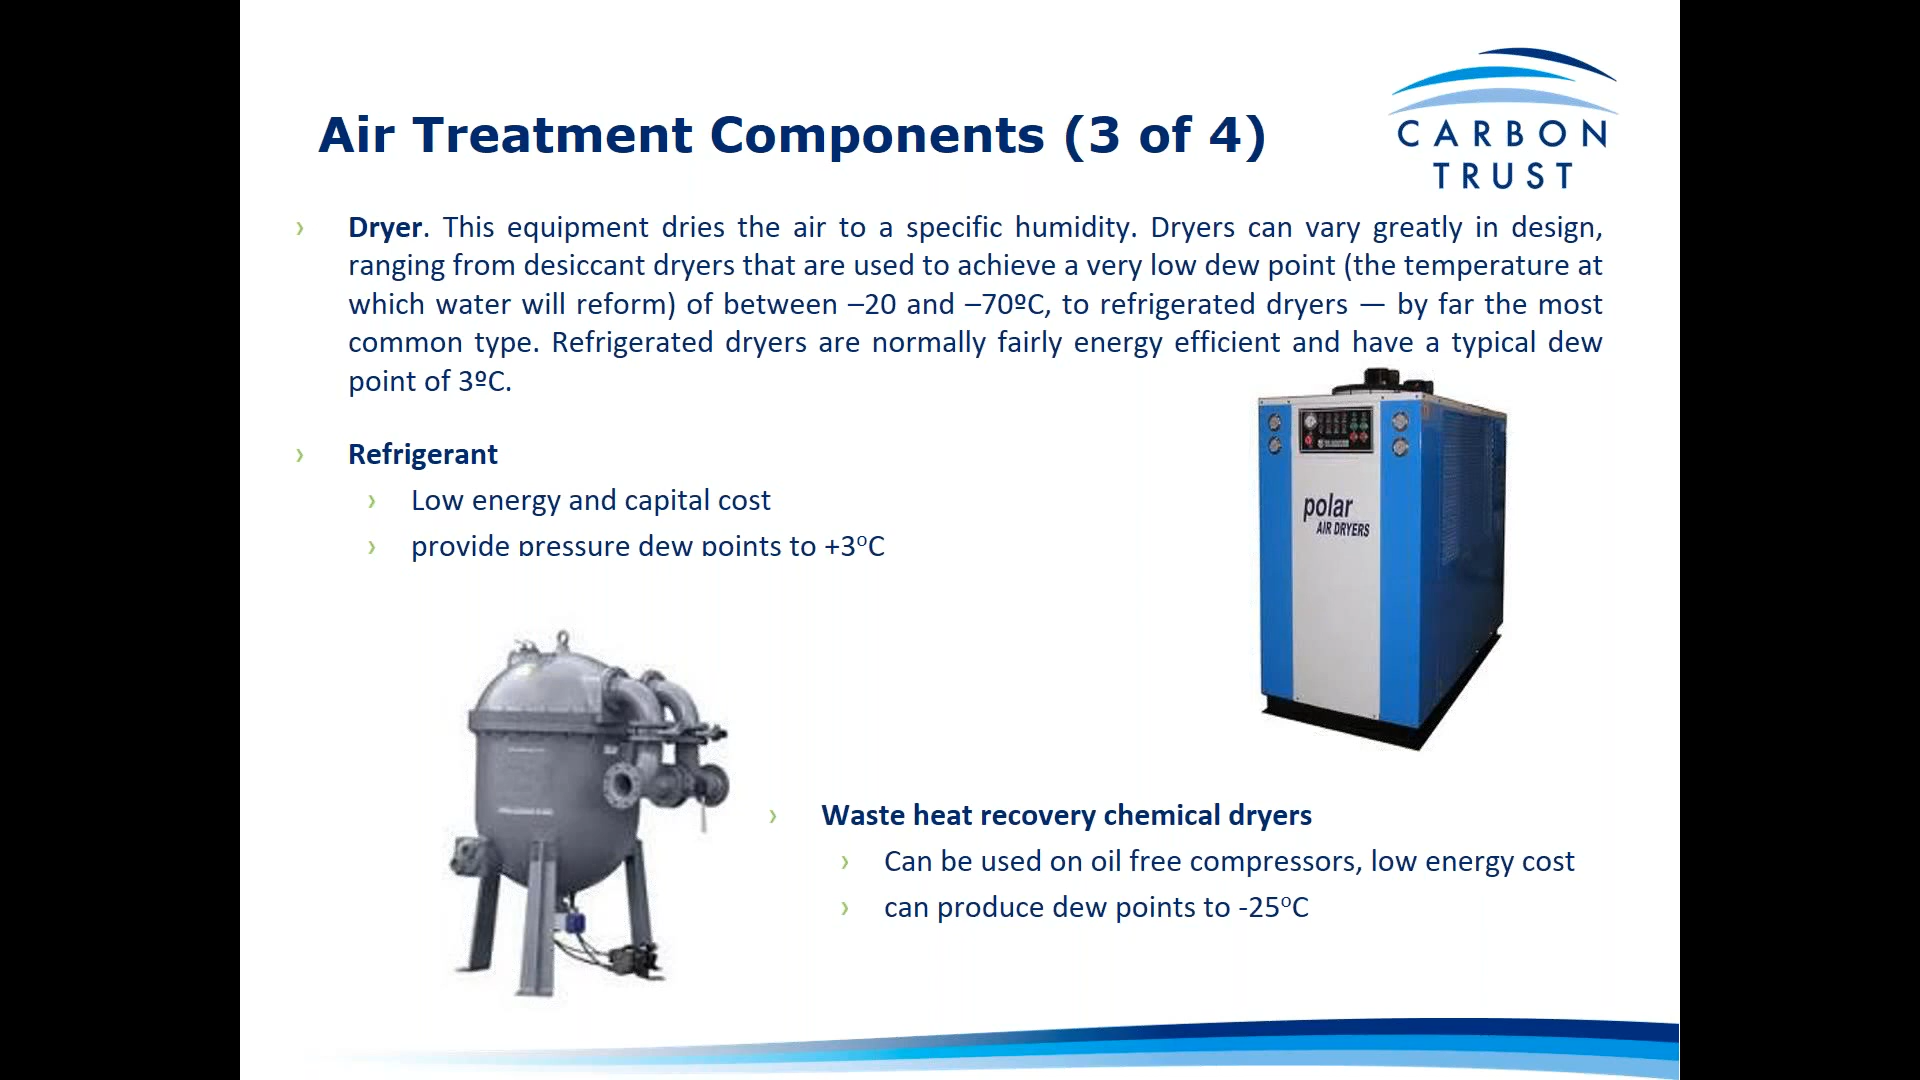 Air Treatment Components (3 of 4)
CARBON
TRUST
› Dryer. This equipment dries the air to a specific humidity. Dryers can vary greatly in design,
ranging from desiccant dryers that are used to achieve a very low dew point (the temperature at
which water will reform) of between –20 and –70ºC, to refrigerated dryers — by far the most
common type. Refrigerated dryers are normally fairly energy efficient and have a typical dew
point of 3ºC.
› Refrigerant
› Low energy and capital cost
› provide pressure dew points to +3ºC
polar
AIR DRYERS
› Waste heat recovery chemical dryers
› Can be used on oil free compressors, low energy cost
› can produce dew points to -25ºC